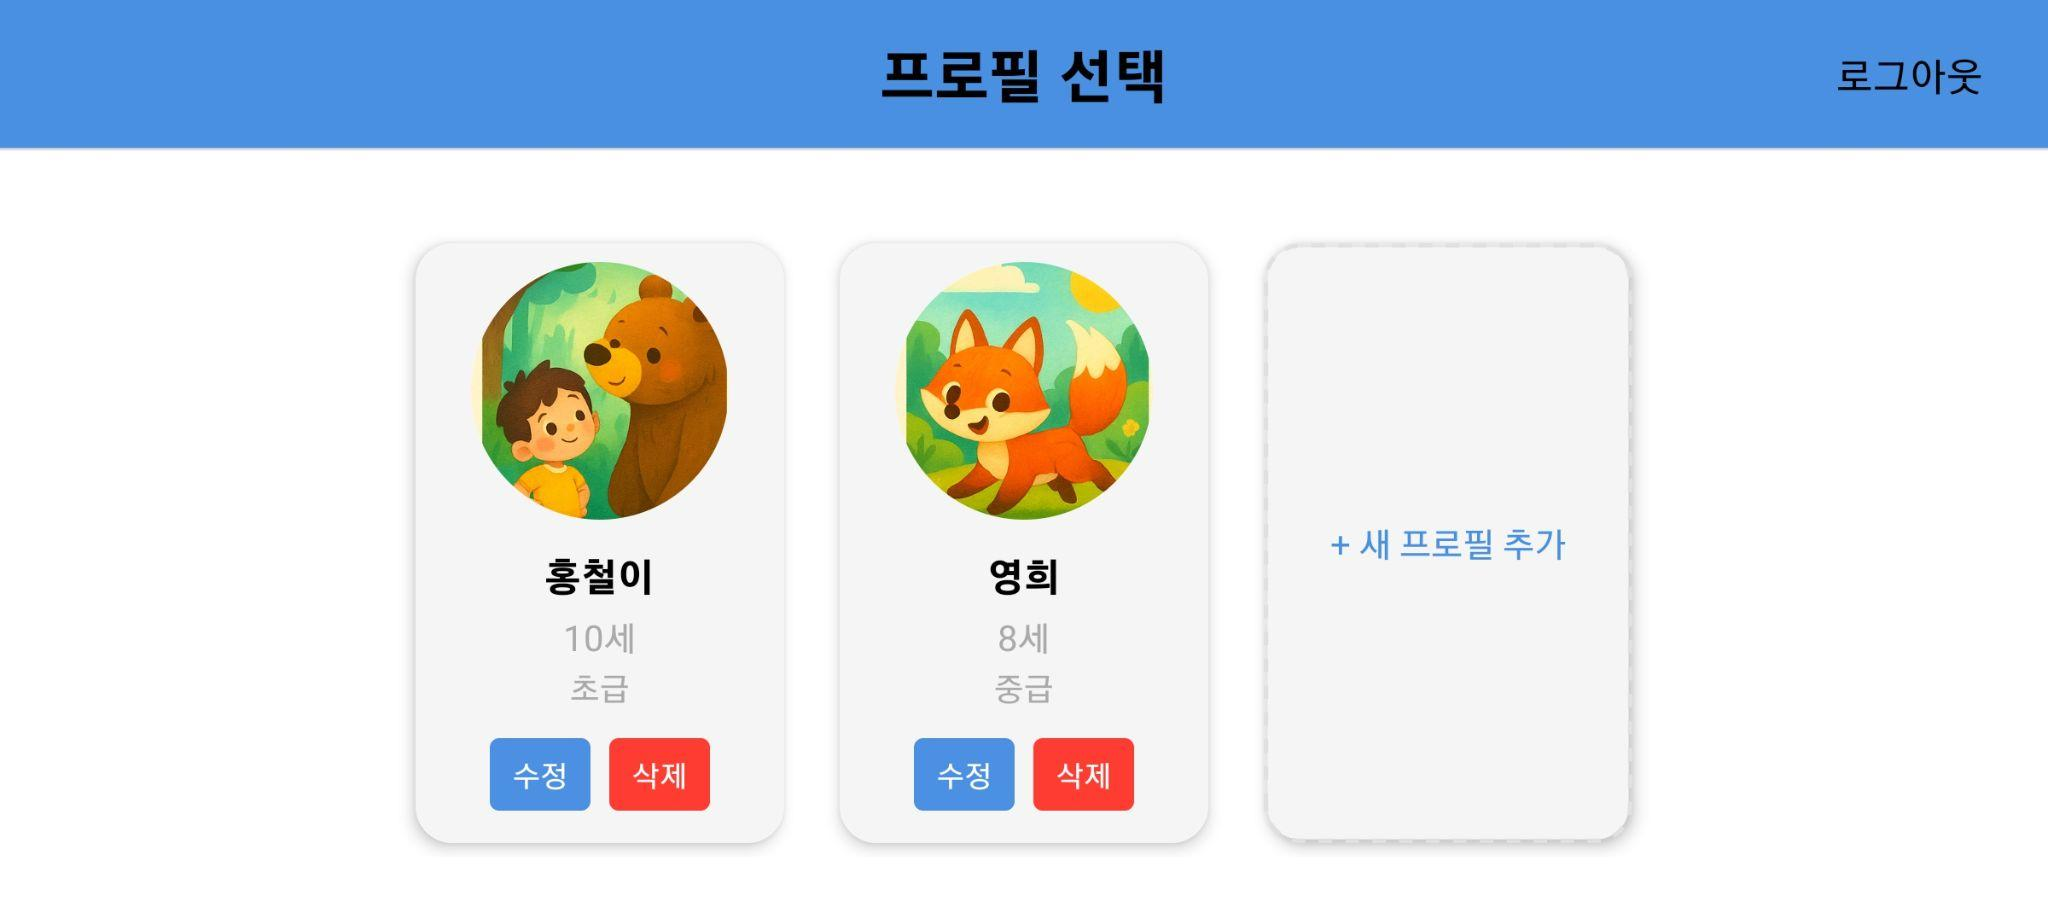 프로필 선택
로그아웃
홍철이
10세
초급
수정 삭제
영희
8세
중급
수정 삭제
+ 새 프로필 추가